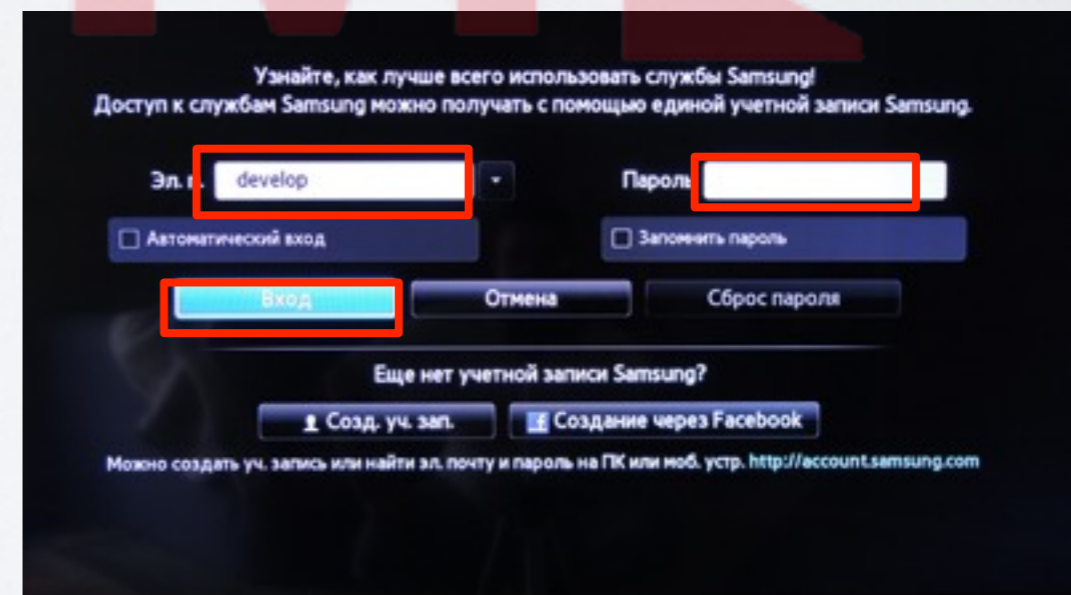 Узнайте, как лучше всего использовать службы Samsung!
Доступ к службам Samsung можно получать с помощью единой учетной записи Samsung.
Эл. п. develop Пароль
Автоматический вход Запомнить пароль
Вход Отмена Сброс пароля
Еще нет учетной записи Samsung?
Созд. уч. зап. Создание через Facebook
Можно создать уч. запись или найти эл. почту и пароль на ПК или моб. устр. http://account.samsung.com